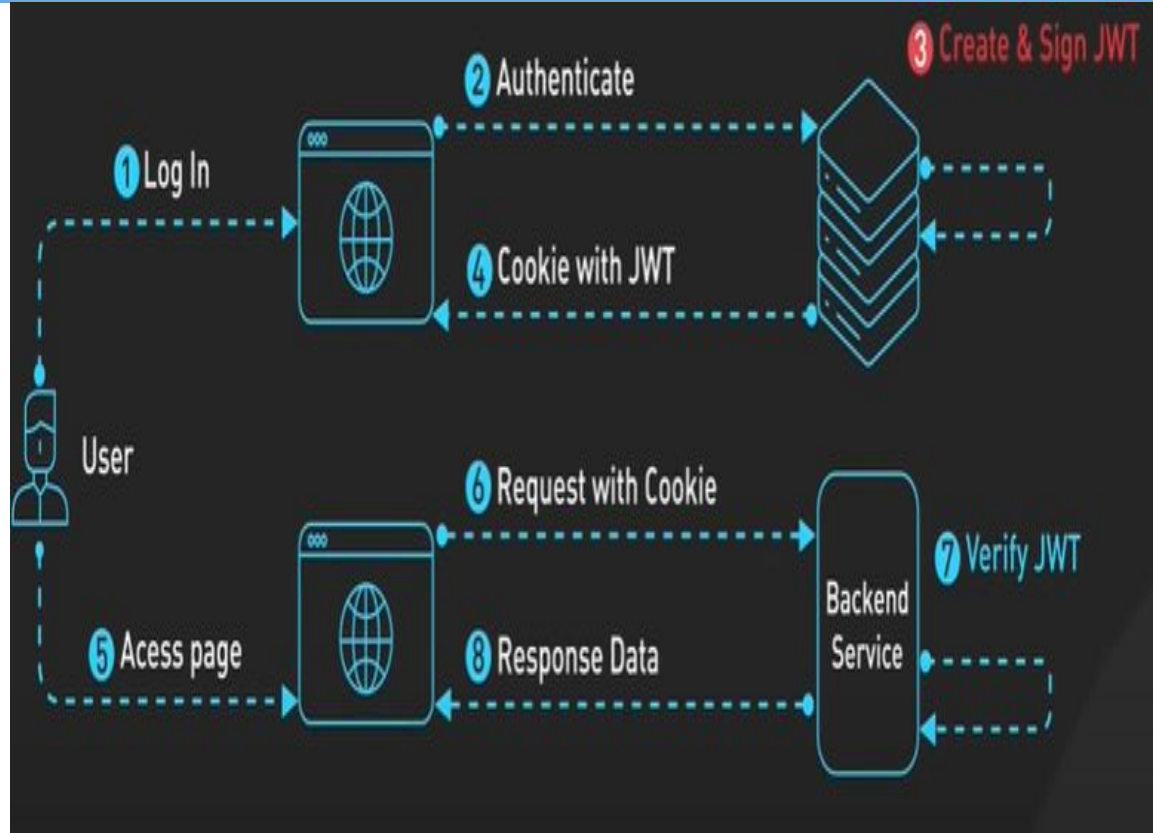 3 Create & Sign JWT
2 Authenticate
1 Log In
4 Cookie with JWT
User
6 Request with Cookie
7 Verify JWT
Backend
Service
5 Acess page
8 Response Data